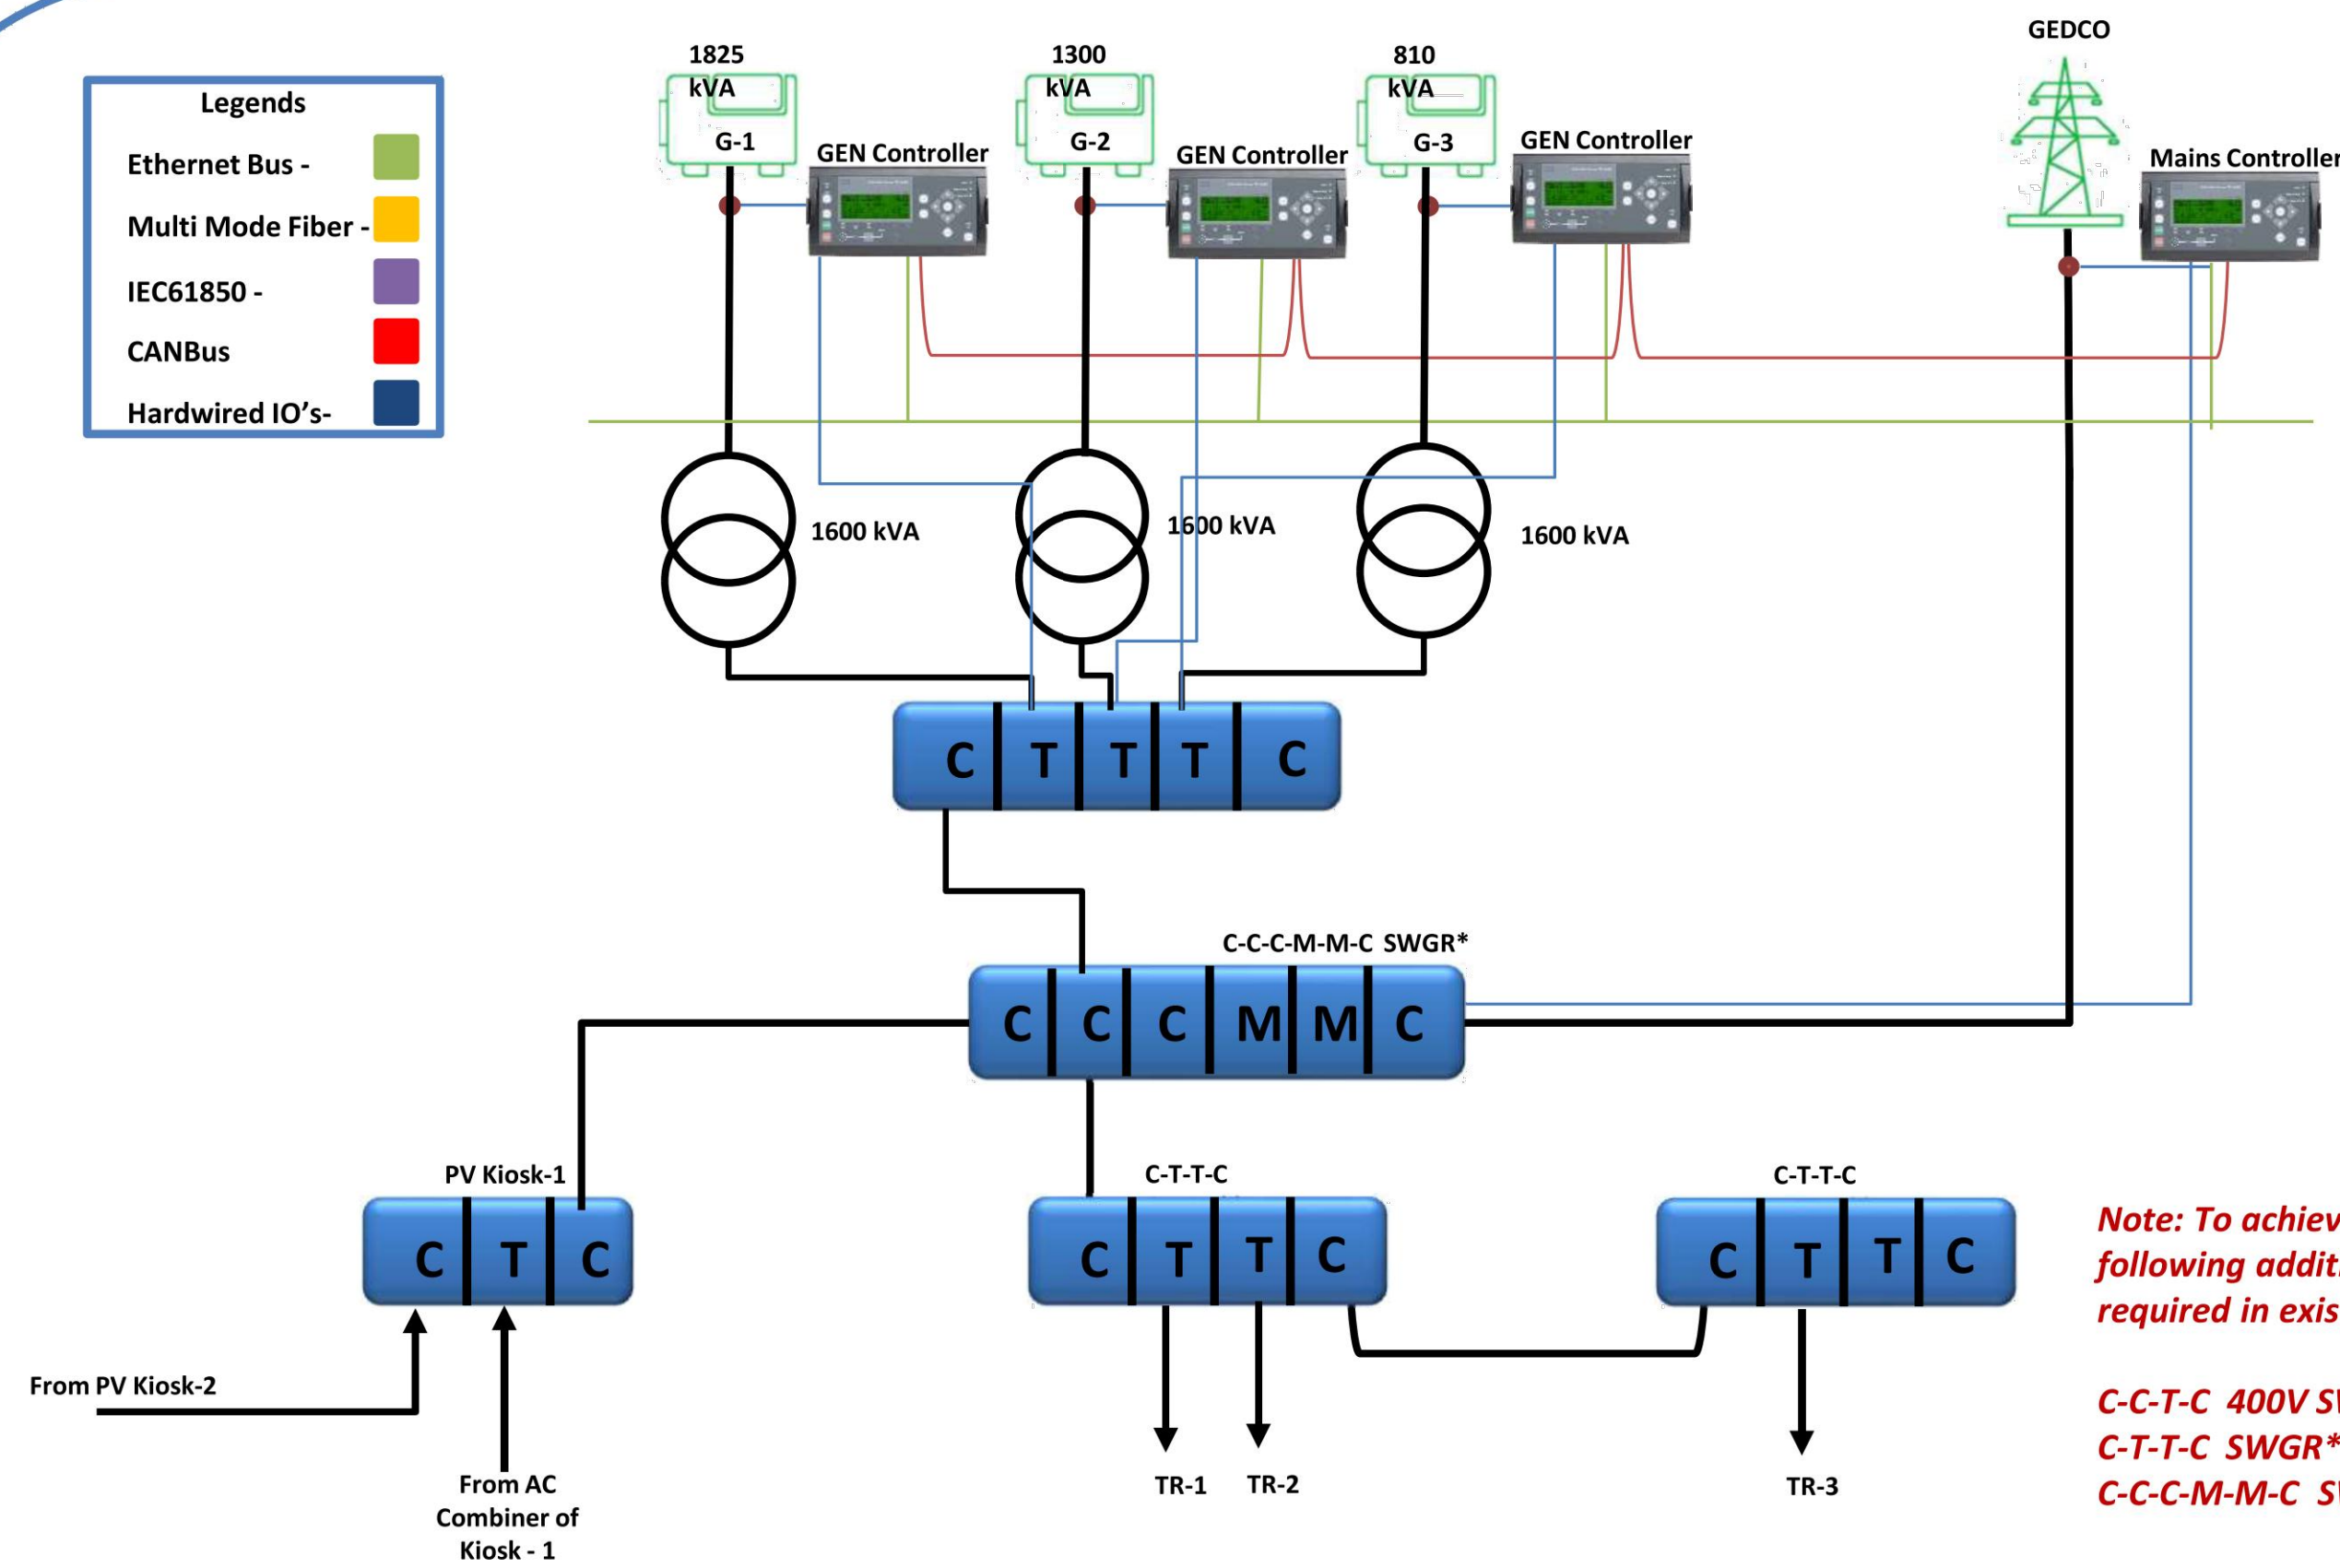 GEDCO
1825
kVA
G-1
1300
kVA
G-2
810
kVA
G-3
GEN Controller
GEN Controller
GEN Controller
Mains Controller
Legends
Ethernet Bus -
Multi Mode Fiber -
IEC61850 -
CANBus
Hardwired IO’s-
1600 kVA
1600 kVA
1600 kVA
C T T T C
C-C-C-M-M-C SWGR*
C C C M M C
PV Kiosk-1
C T C
C-T-T-C
C T T C
C-T-T-C
C T T C
From PV Kiosk-2
From AC
Combiner of
Kiosk - 1
TR-1
TR-2
TR-3
Note: To achiev
following addit
required in exis
C-C-T-C 400V SW
C-T-T-C SWGR*
C-C-C-M-M-C SW